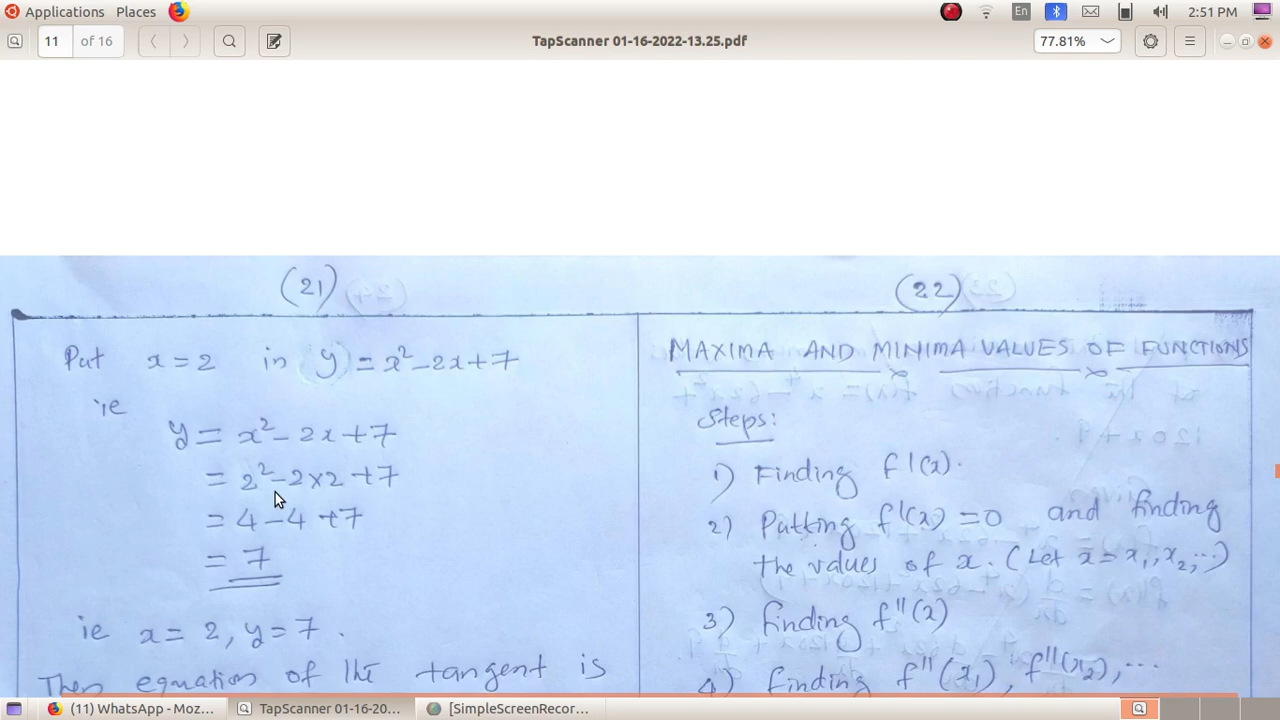 Applications Places En 2:51 PM
11 of 16 TapScanner 01-16-2022-13.25.pdf 77.81%
(21)
Put x = 2 in y = x² - 2x + 7
ie
y = x² - 2x + 7
= 2² - 2×2 + 7
= 4 - 4 + 7
= 7
ie x = 2, y = 7.
Then equation of the tangent is
(22)
MAXIMA AND MINIMA VALUES OF FUNCTIONS
Steps:
1) Finding f'(x).
2) Putting f'(x) = 0 and finding
the values of x. (Let x = x₁, x₂, ...)
3) finding f''(x)
4) finding f''(x₁), f''(x₂), ...
(11) WhatsApp - Moz... TapScanner 01-16-20... [SimpleScreenRecor...